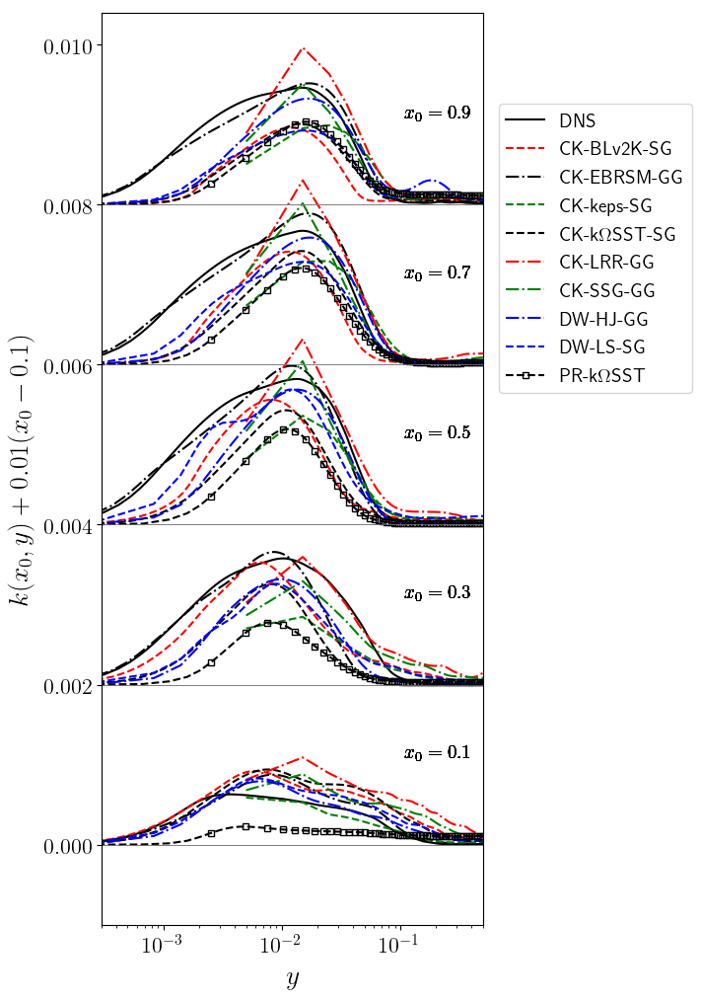 0.010
0.008
0.006
0.004
0.002
0.000
k(x₀, y) + 0.01(x₀ − 0.1)
x₀ = 0.9
x₀ = 0.7
x₀ = 0.5
x₀ = 0.3
x₀ = 0.1
10⁻³
10⁻²
10⁻¹
y
DNS
CK-BLv2K-SG
CK-EBRSM-GG
CK-keps-SG
CK-kΩSST-SG
CK-LRR-GG
CK-SSG-GG
DW-HJ-GG
DW-LS-SG
PR-kΩSST